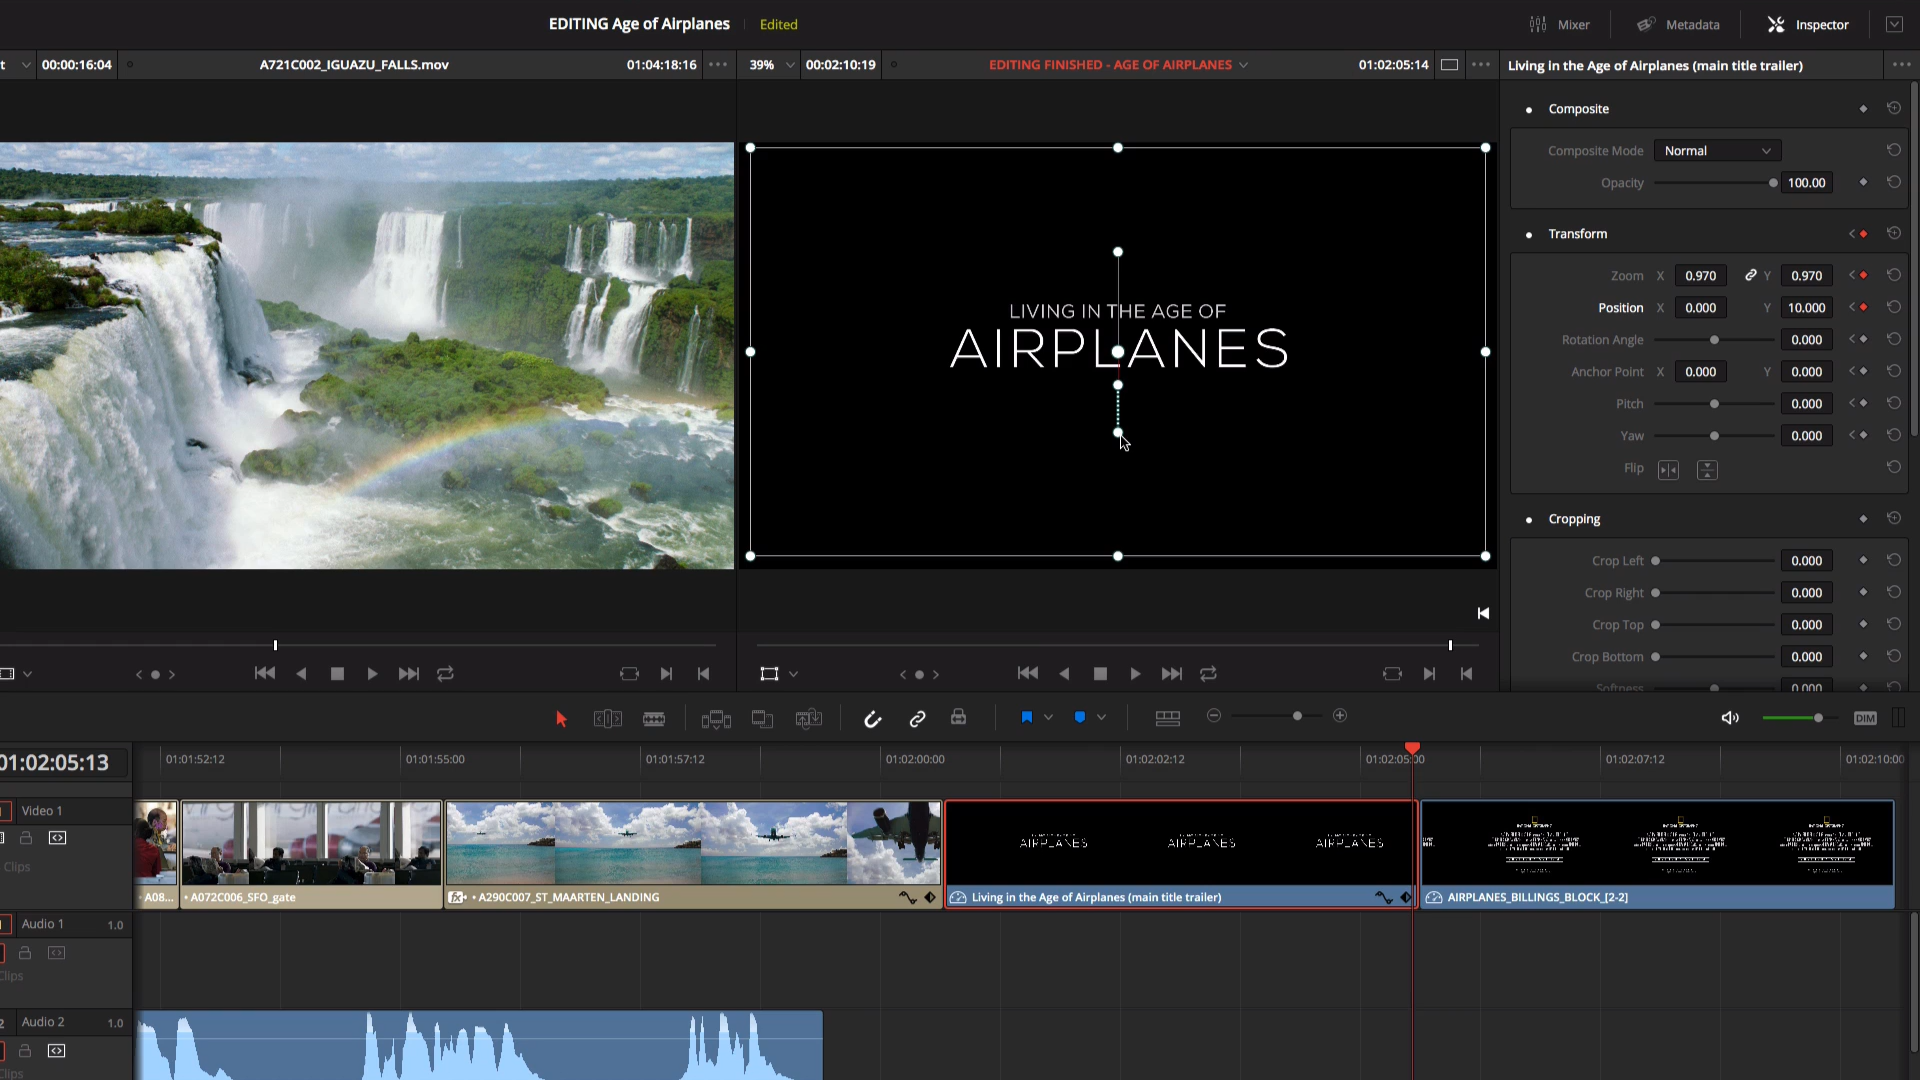 EDITING Age of Airplanes
Edited
Mixer
Metadata
Inspector
t
00:00:16:04
A721C002_IGUAZU_FALLS.mov
01:04:18:16
39%
00:02:10:19
EDITING FINISHED - AGE OF AIRPLANES
01:02:05:14
Living in the Age of Airplanes (main title trailer)
Composite
Composite Mode Normal
Opacity 100.00
Transform
Zoom X 0.970 Y 0.970
Position X 0.000 Y 10.000
Rotation Angle 0.000
Anchor Point X 0.000 Y 0.000
Pitch 0.000
Yaw 0.000
Flip
Cropping
Crop Left 0.000
Crop Right 0.000
Crop Top 0.000
Crop Bottom 0.000
Softness 0.000
LIVING IN THE AGE OF
AIRPLANES
DIM
01:02:05:13
01:01:52:12
01:01:55:00
01:01:57:12
01:02:00:00
01:02:02:12
01:02:05:00
01:02:07:12
01:02:10:00
Video 1
Clips
AIRPLANES
AIRPLANES
AIRPLANES
A08...
A072C006_SFO_gate
fx
A290C007_ST_MAARTEN_LANDING
Living in the Age of Airplanes (main title trailer)
AIRPLANES_BILLINGS_BLOCK_[2-2]
Audio 1 1.0
Clips
2 Audio 2 1.0
Clips